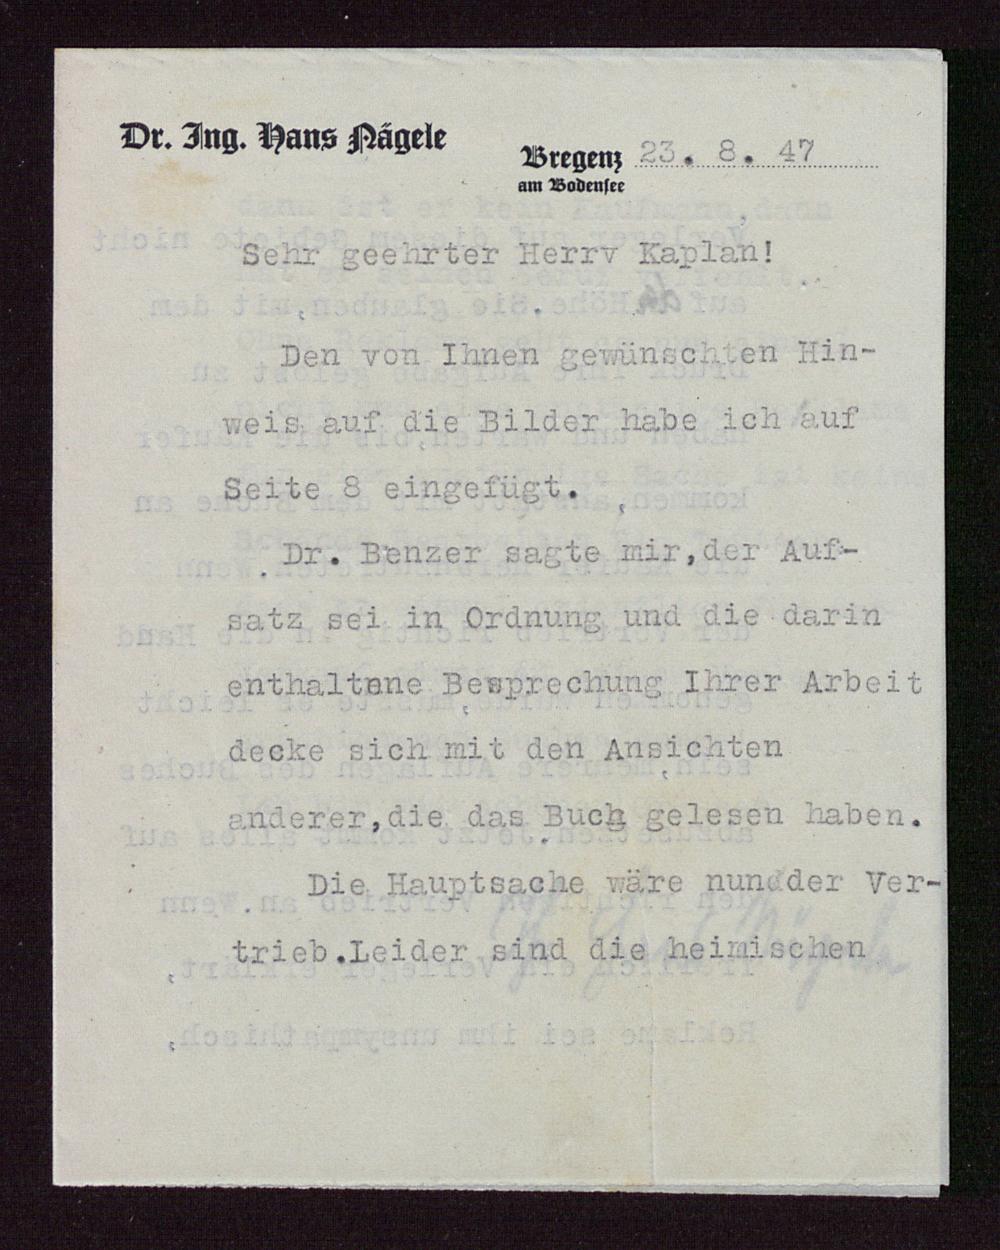 Dr. Ing. Hans Nägele
Bregenz 23. 8. 47
am Bodensee
Sehr geehrter Herrv Kaplan!
Den von Ihnen gewünschten Hin-
weis auf die Bilder habe ich auf
Seite 8 eingefügt.
Dr. Benzer sagte mir,der Auf-
satz sei in Ordnung und die darin
enthaltene Besprechung Ihrer Arbeit
decke sich mit den Ansichten
anderer,die das Buch gelesen haben.
Die Hauptsache wäre nun der Ver-
trieb.Leider sind die heimischen